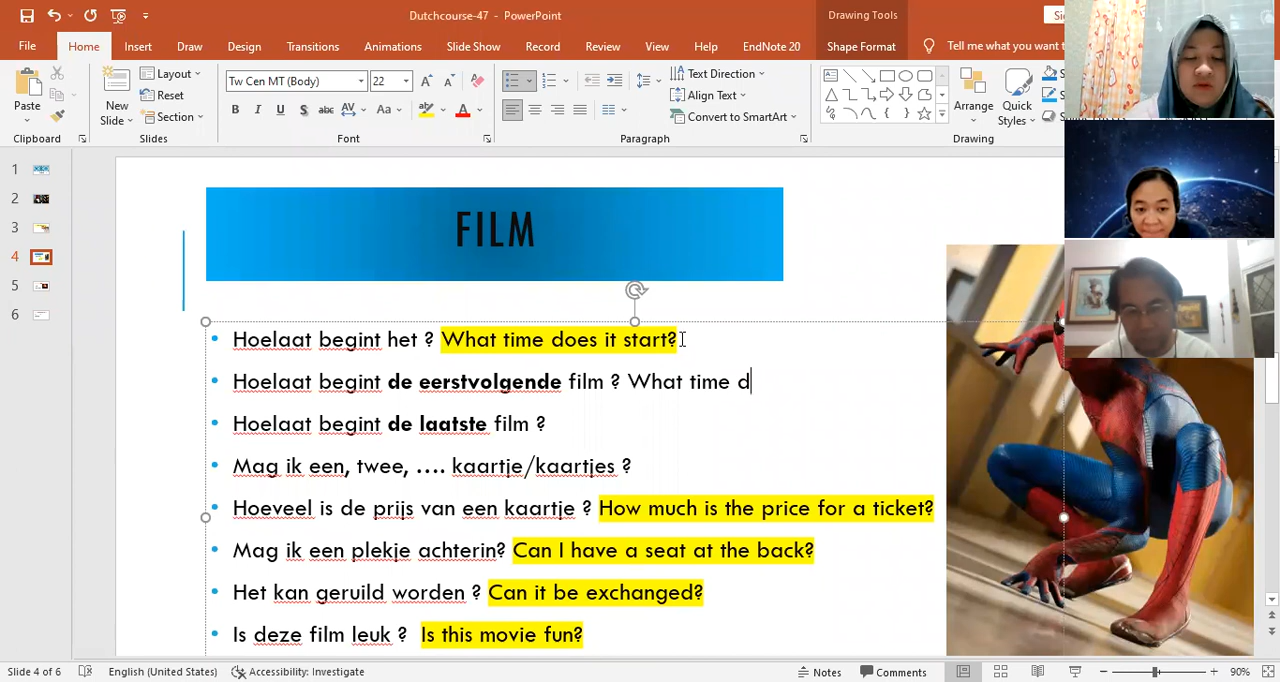 Dutchcourse-47 - PowerPoint
Drawing Tools
File Home Insert Draw Design Transitions Animations Slide Show Record Review View Help EndNote 20 Shape Format Tell me what you want
Paste
Clipboard
New Slide
Layout
Reset
Section
Slides
Tw Cen MT (Body) 22
Font
Text Direction
Align Text
Convert to SmartArt
Paragraph
Arrange
Quick Styles
Drawing
1
2
3
4
5
6
FILM
• Hoelaat begint het ? What time does it start?
• Hoelaat begint de eerstvolgende film ? What time d
• Hoelaat begint de laatste film ?
• Mag ik een, twee, …. kaartje/kaartjes ?
• Hoeveel is de prijs van een kaartje ? How much is the price for a ticket?
• Mag ik een plekje achterin? Can I have a seat at the back?
• Het kan geruild worden ? Can it be exchanged?
• Is deze film leuk ? Is this movie fun?
Slide 4 of 6 English (United States) Accessibility: Investigate Notes Comments 90%